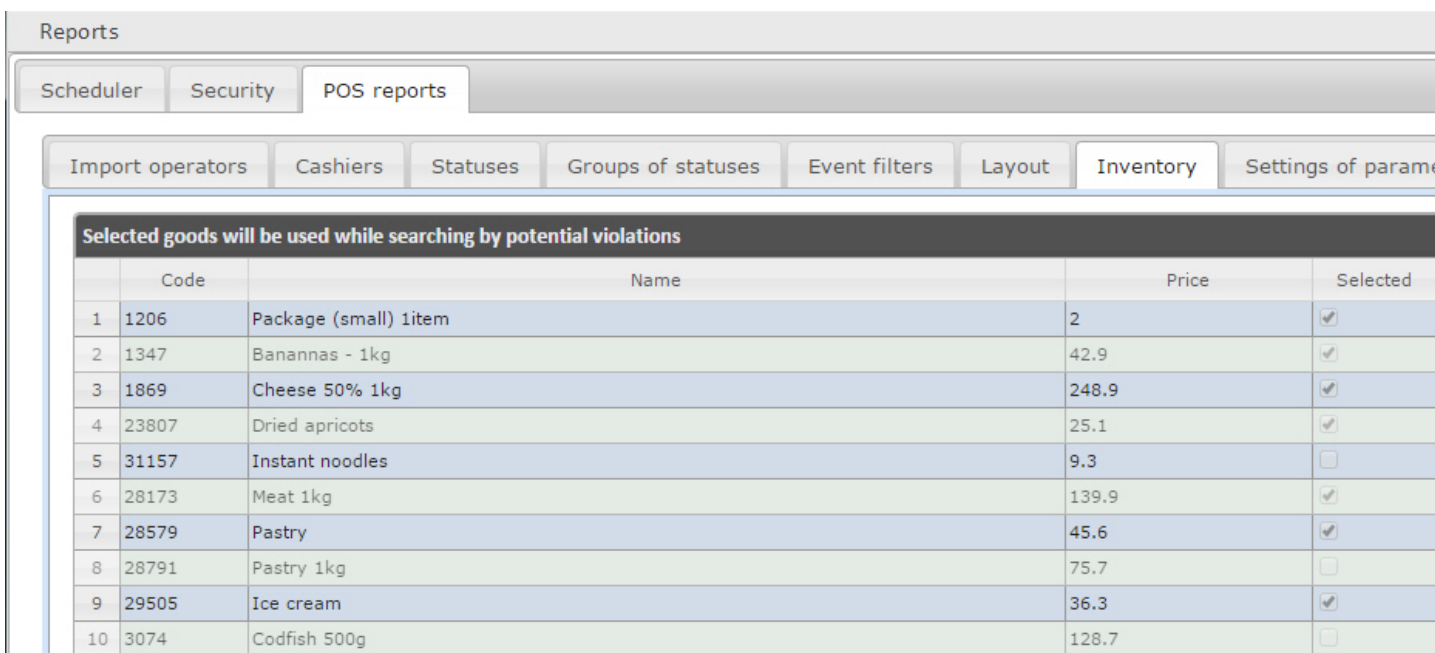 Reports
Scheduler Security POS reports
Import operators Cashiers Statuses Groups of statuses Event filters Layout Inventory Settings of parame
Selected goods will be used while searching by potential violations
Code Name Price Selected
1 1206 Package (small) 1item 2
2 1347 Banannas - 1kg 42.9
3 1869 Cheese 50% 1kg 248.9
4 23807 Dried apricots 25.1
5 31157 Instant noodles 9.3
6 28173 Meat 1kg 139.9
7 28579 Pastry 45.6
8 28791 Pastry 1kg 75.7
9 29505 Ice cream 36.3
10 3074 Codfish 500g 128.7